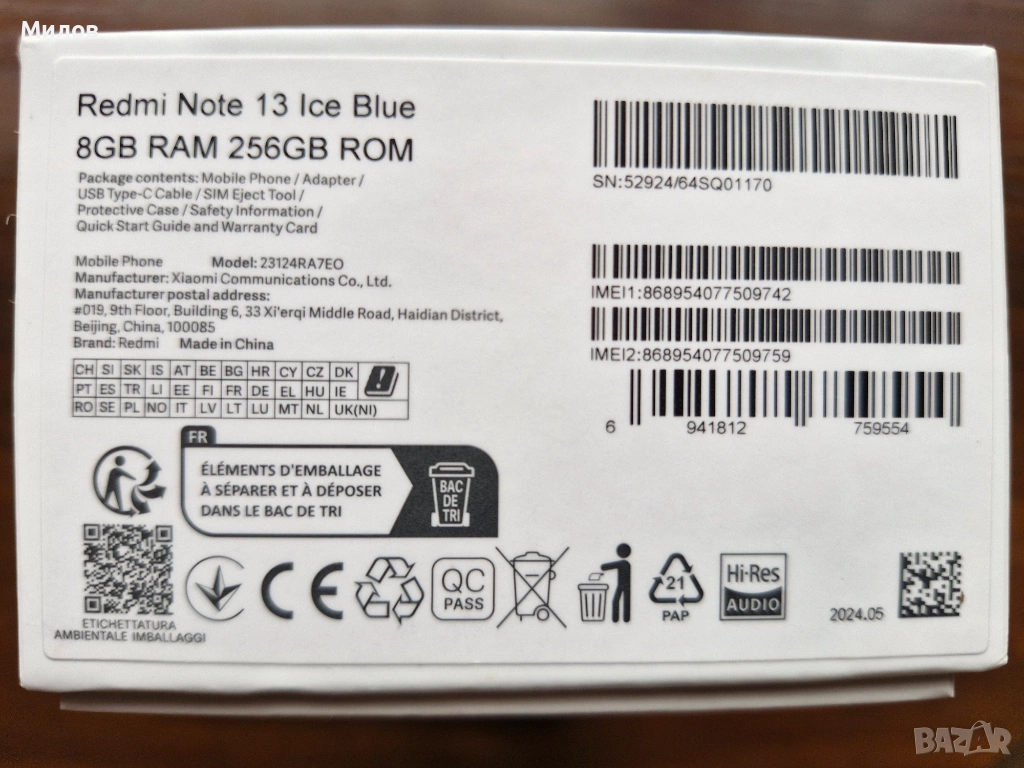 Милов
Redmi Note 13 Ice Blue
8GB RAM 256GB ROM
Package contents: Mobile Phone / Adapter /
USB Type-C Cable / SIM Eject Tool /
Protective Case / Safety Information /
Quick Start Guide and Warranty Card
Mobile Phone Model: 23124RA7EO
Manufacturer: Xiaomi Communications Co., Ltd.
Manufacturer postal address:
#019, 9th Floor, Building 6, 33 Xi'erqi Middle Road, Haidian District,
Beijing, China, 100085
Brand: Redmi Made in China
CH SI SK IS AT BE BG HR CY CZ DK
PT ES TR LI EE FI FR DE EL HU IE
RO SE PL NO IT LV LT LU MT NL UK(NI)
SN:52924/64SQ01170
IMEI1:868954077509742
IMEI2:868954077509759
6 941812 759554
FR
ÉLÉMENTS D'EMBALLAGE
À SÉPARER ET À DÉPOSER
DANS LE BAC DE TRI
BAC
DE
TRI
ETICHETTATURA
AMBIENTALE IMBALLAGGI
CE
QC
PASS
21
PAP
Hi-Res
AUDIO
2024.05
BAZAR